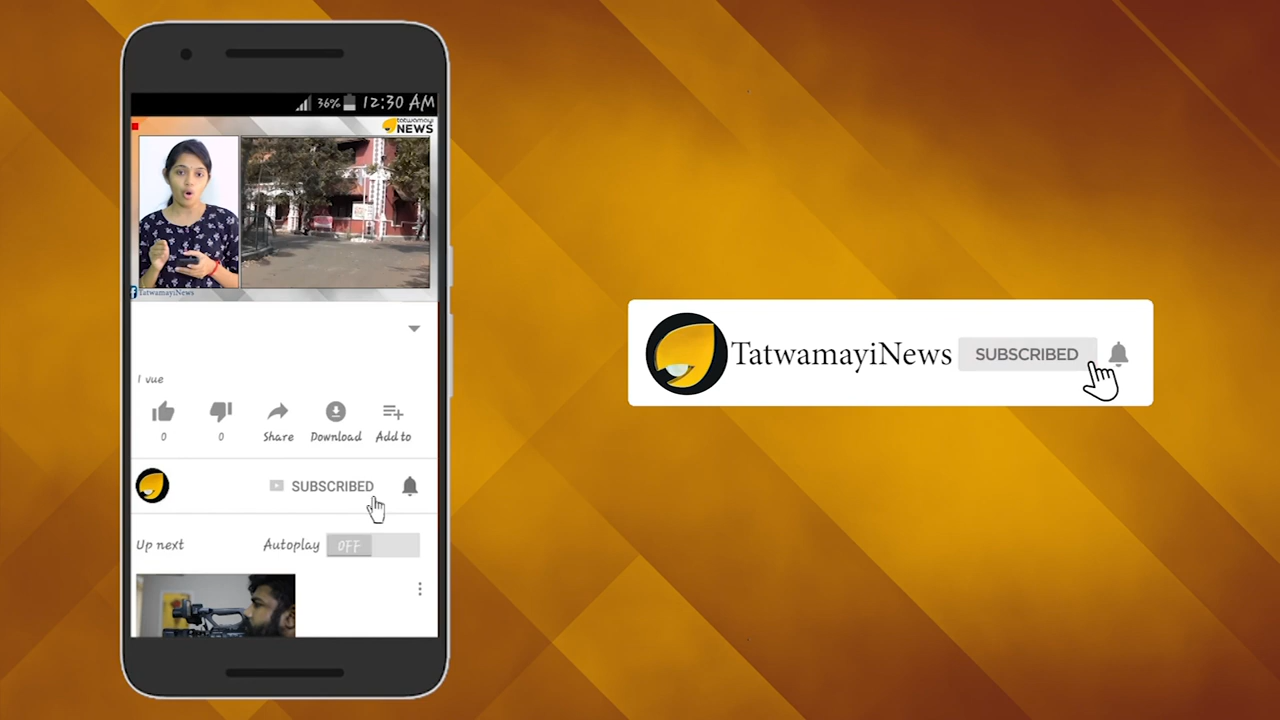 36% 12:30 AM
tatwamayi
NEWS
TatwamayiNews
1 vue
0 0 Share Download Add to
SUBSCRIBED
Up next Autoplay OFF
TatwamayiNews SUBSCRIBED